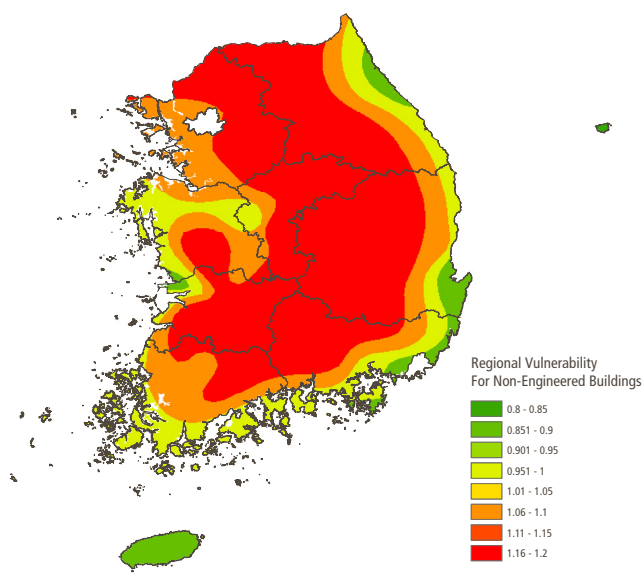 Regional Vulnerability
For Non-Engineered Buildings
0.8 - 0.85
0.851 - 0.9
0.901 - 0.95
0.951 - 1
1.01 - 1.05
1.06 - 1.1
1.11 - 1.15
1.16 - 1.2